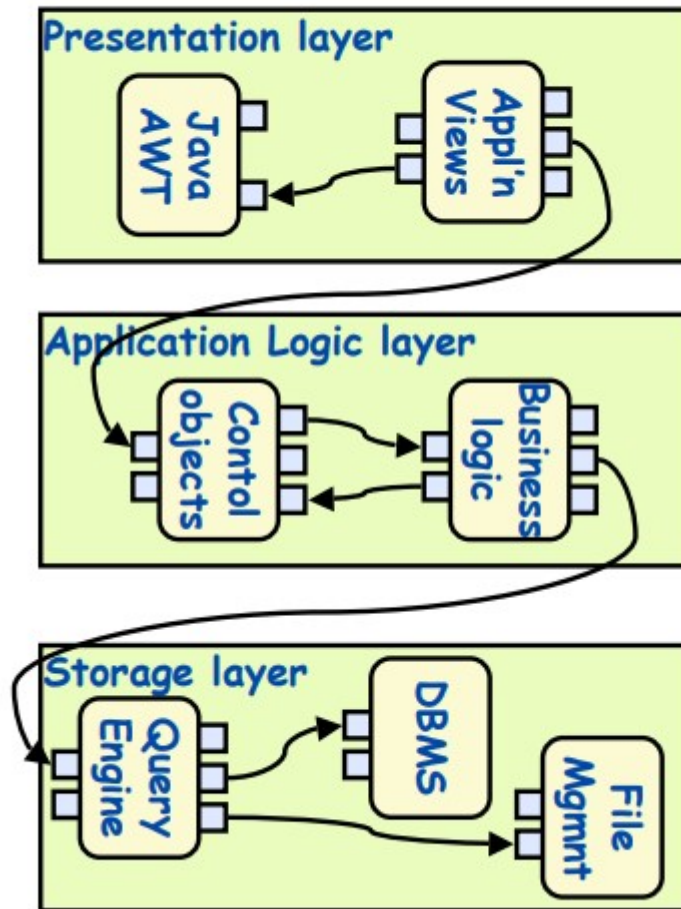 Presentation layer
Java
AWT
Appl'n
Views
Application Logic layer
Contol
objects
Business
logic
Storage layer
Query
Engine
DBMS
File
Mgmnt